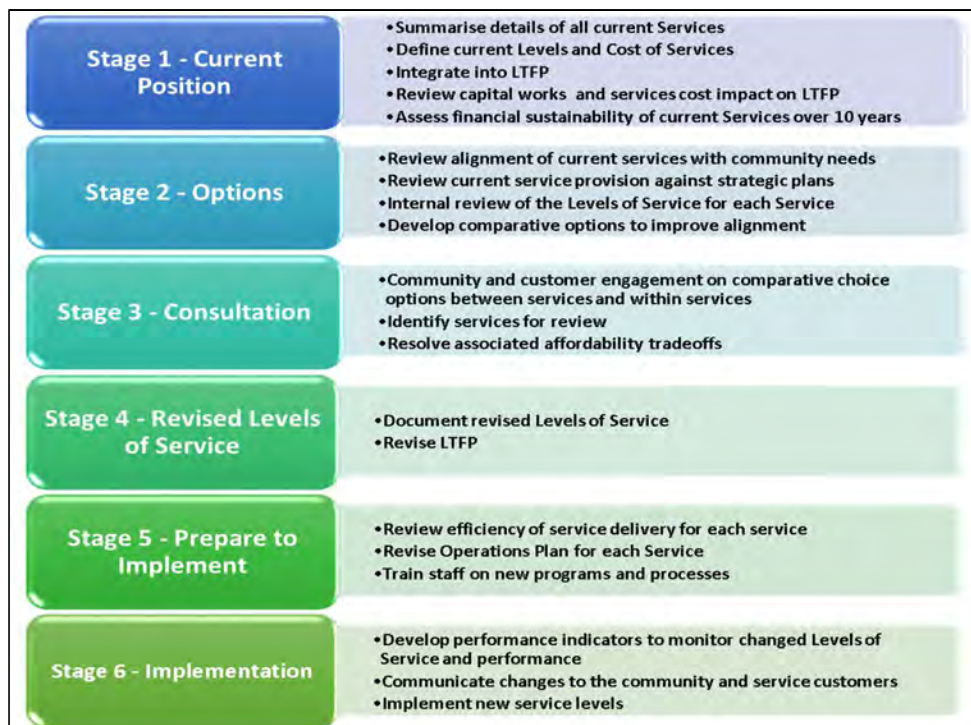 Stage 1 - Current
Position
•Summarise details of all current Services
•Define current Levels and Cost of Services
•Integrate into LTFP
•Review capital works and services cost impact on LTFP
•Assess financial sustainability of current Services over 10 years
Stage 2 - Options
•Review alignment of current services with community needs
•Review current service provision against strategic plans
•Internal review of the Levels of Service for each Service
•Develop comparative options to improve alignment
Stage 3 - Consultation
•Community and customer engagement on comparative choice
options between services and within services
•Identify services for review
•Resolve associated affordability tradeoffs
Stage 4 - Revised Levels
of Service
•Document revised Levels of Service
•Revise LTFP
Stage 5 - Prepare to
Implement
•Review efficiency of service delivery for each service
•Revise Operations Plan for each Service
•Train staff on new programs and processes
Stage 6 - Implementation
•Develop performance indicators to monitor changed Levels of
Service and performance
•Communicate changes to the community and service customers
•Implement new service levels